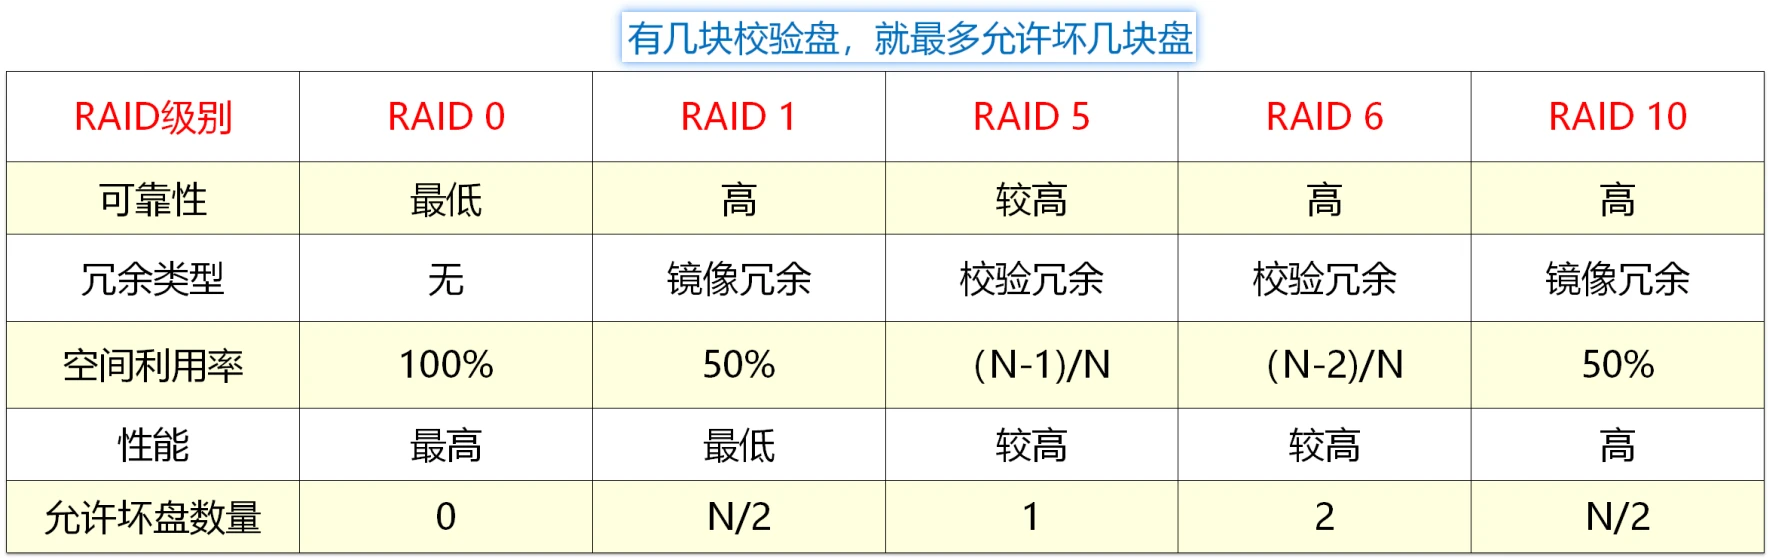 有几块校验盘，就最多允许坏几块盘
RAID级别 RAID 0 RAID 1 RAID 5 RAID 6 RAID 10
可靠性 最低 高 较高 高 高
冗余类型 无 镜像冗余 校验冗余 校验冗余 镜像冗余
空间利用率 100% 50% （N-1)/N （N-2)/N 50%
性能 最高 最低 较高 较高 高
允许坏盘数量 0 N/2 1 2 N/2